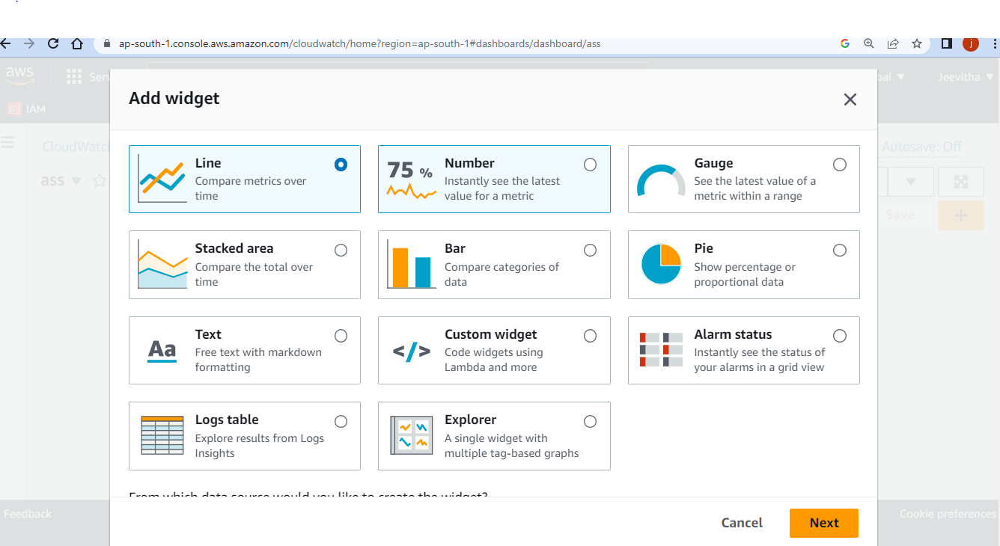 ap-south-1.console.aws.amazon.com/cloudwatch/home?region=ap-south-1#dashboards/dashboard/ass
aws
Jeevitha
IAM
Add widget
CloudWatch
Autosave: Off
ass
Save
Line
Compare metrics over
time
75 %
Number
Instantly see the latest
value for a metric
Gauge
See the latest value of a
metric within a range
Stacked area
Compare the total over
time
Bar
Compare categories of
data
Pie
Show percentage or
proportional data
Aa
Text
Free text with markdown
formatting
</>
Custom widget
Code widgets using
Lambda and more
Alarm status
Instantly see the status of
your alarms in a grid view
Logs table
Explore results from Logs
Insights
Explorer
A single widget with
multiple tag-based graphs
From which data source would you like to create the widget?
Feedback
Cookie preferences
Cancel
Next